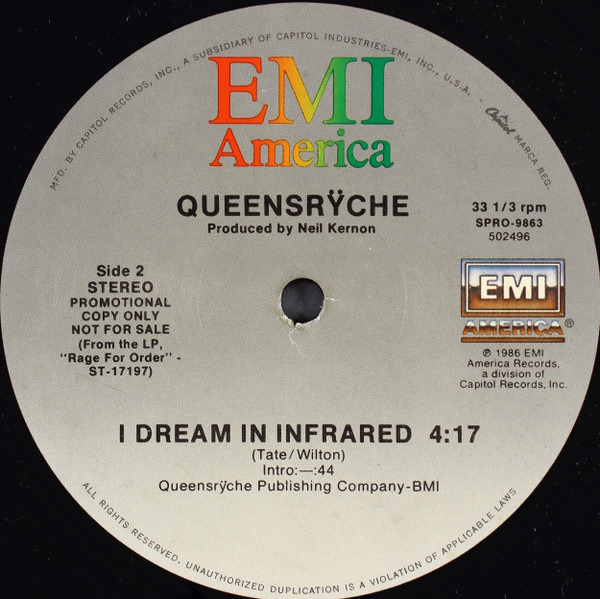 MFD. BY CAPITOL RECORDS, INC., A SUBSIDIARY OF CAPITOL INDUSTRIES-EMI, INC., U.S.A. - Capitol MARCA REG.
EMI
America
QUEENSRŸCHE
Produced by Neil Kernon
33 1/3 rpm
SPRO-9863
502496
Side 2
STEREO
PROMOTIONAL
COPY ONLY
NOT FOR SALE
(From the LP,
"Rage For Order" -
ST-17197)
EMI
AMERICA®
℗ 1986 EMI
America Records,
a division of
Capitol Records, Inc.
I DREAM IN INFRARED 4:17
(Tate/Wilton)
Intro:—:44
Queensrÿche Publishing Company-BMI
ALL RIGHTS RESERVED. UNAUTHORIZED DUPLICATION IS A VIOLATION OF APPLICABLE LAWS